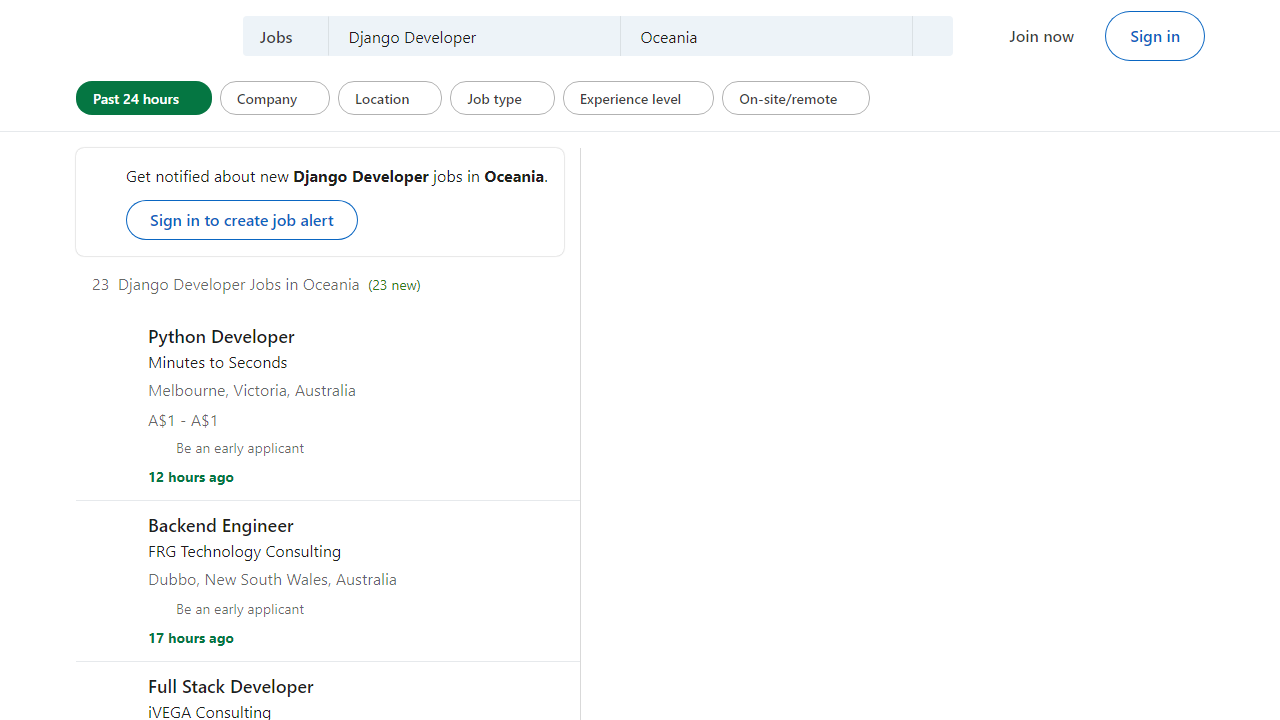 Jobs
Django Developer
Oceania
Join now
Sign in
Past 24 hours
Company
Location
Job type
Experience level
On-site/remote
Get notified about new Django Developer jobs in Oceania.
Sign in to create job alert
23 Django Developer Jobs in Oceania (23 new)
Python Developer
Minutes to Seconds
Melbourne, Victoria, Australia
A$1 - A$1
Be an early applicant
12 hours ago
Backend Engineer
FRG Technology Consulting
Dubbo, New South Wales, Australia
Be an early applicant
17 hours ago
Full Stack Developer
iVEGA Consulting